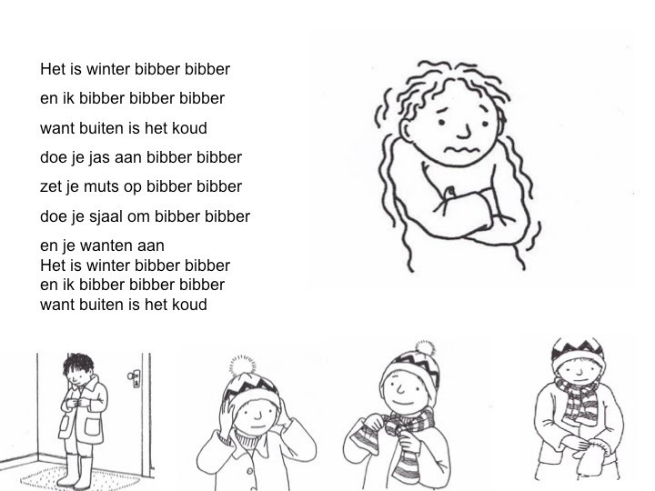 Het is winter bibber bibber
en ik bibber bibber bibber
want buiten is het koud
doe je jas aan bibber bibber
zet je muts op bibber bibber
doe je sjaal om bibber bibber
en je wanten aan
Het is winter bibber bibber
en ik bibber bibber bibber
want buiten is het koud